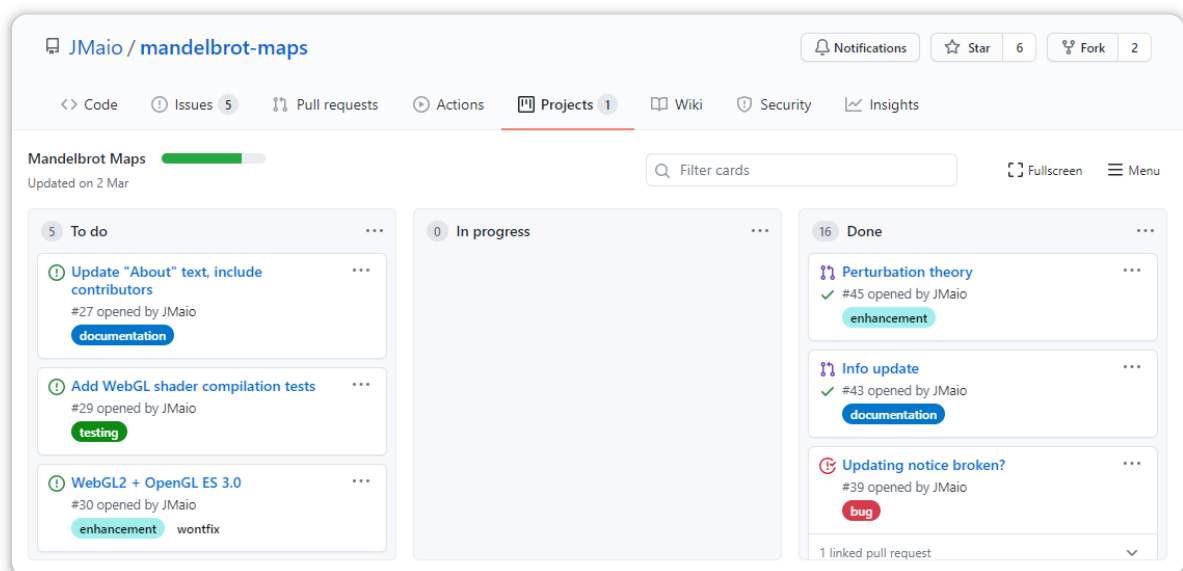 JMaio / mandelbrot-maps
Notifications
Star 6
Fork 2
Code
Issues 5
Pull requests
Actions
Projects 1
Wiki
Security
Insights
Mandelbrot Maps
Updated on 2 Mar
Filter cards
Fullscreen
Menu
5 To do
Update "About" text, include
contributors
#27 opened by JMaio
documentation
Add WebGL shader compilation tests
#29 opened by JMaio
testing
WebGL2 + OpenGL ES 3.0
#30 opened by JMaio
enhancement wontfix
0 In progress
16 Done
Perturbation theory
#45 opened by JMaio
enhancement
Info update
#43 opened by JMaio
documentation
Updating notice broken?
#39 opened by JMaio
bug
1 linked pull request